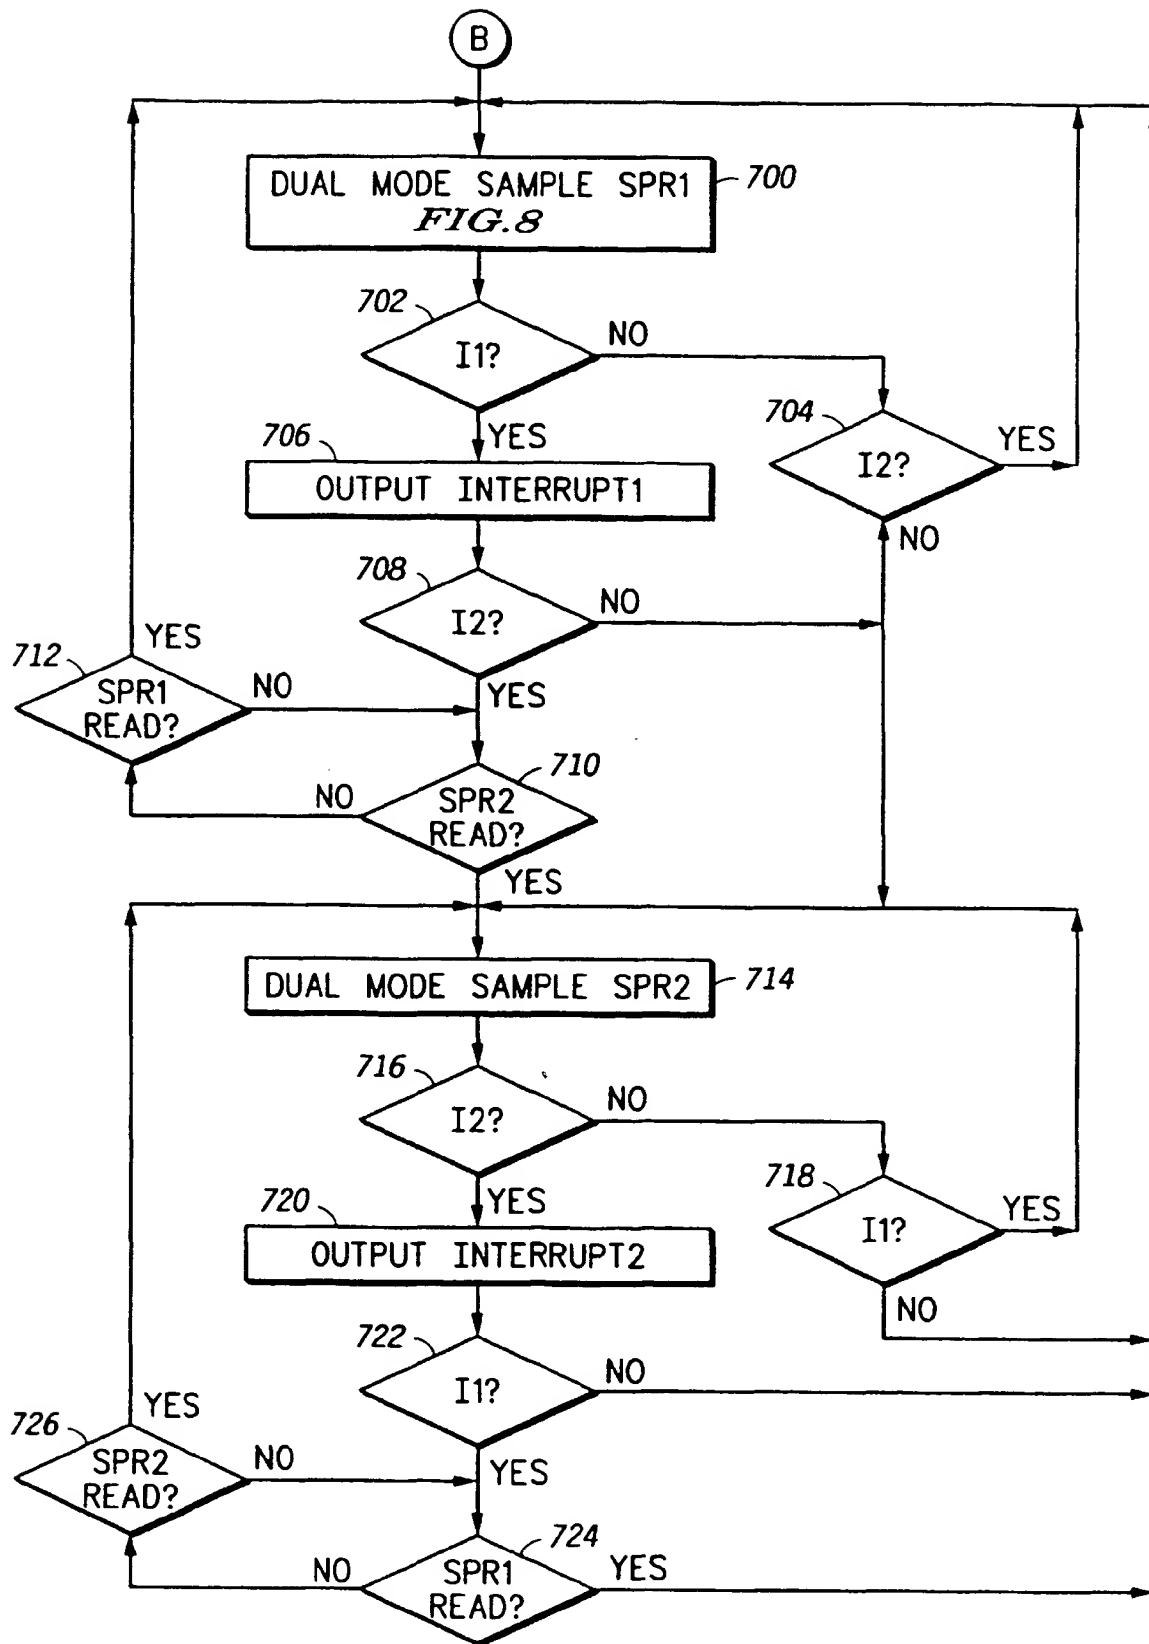 B
DUAL MODE SAMPLE SPR1
FIG.8
700
702
I1?
NO
704
I2?
YES
NO
YES
706
OUTPUT INTERRUPT1
708
I2?
NO
YES
YES
712
SPR1
READ?
NO
710
SPR2
READ?
NO
YES
DUAL MODE SAMPLE SPR2
714
716
I2?
NO
718
I1?
YES
NO
YES
720
OUTPUT INTERRUPT2
722
I1?
NO
YES
YES
726
SPR2
READ?
NO
724
SPR1
READ?
NO
YES